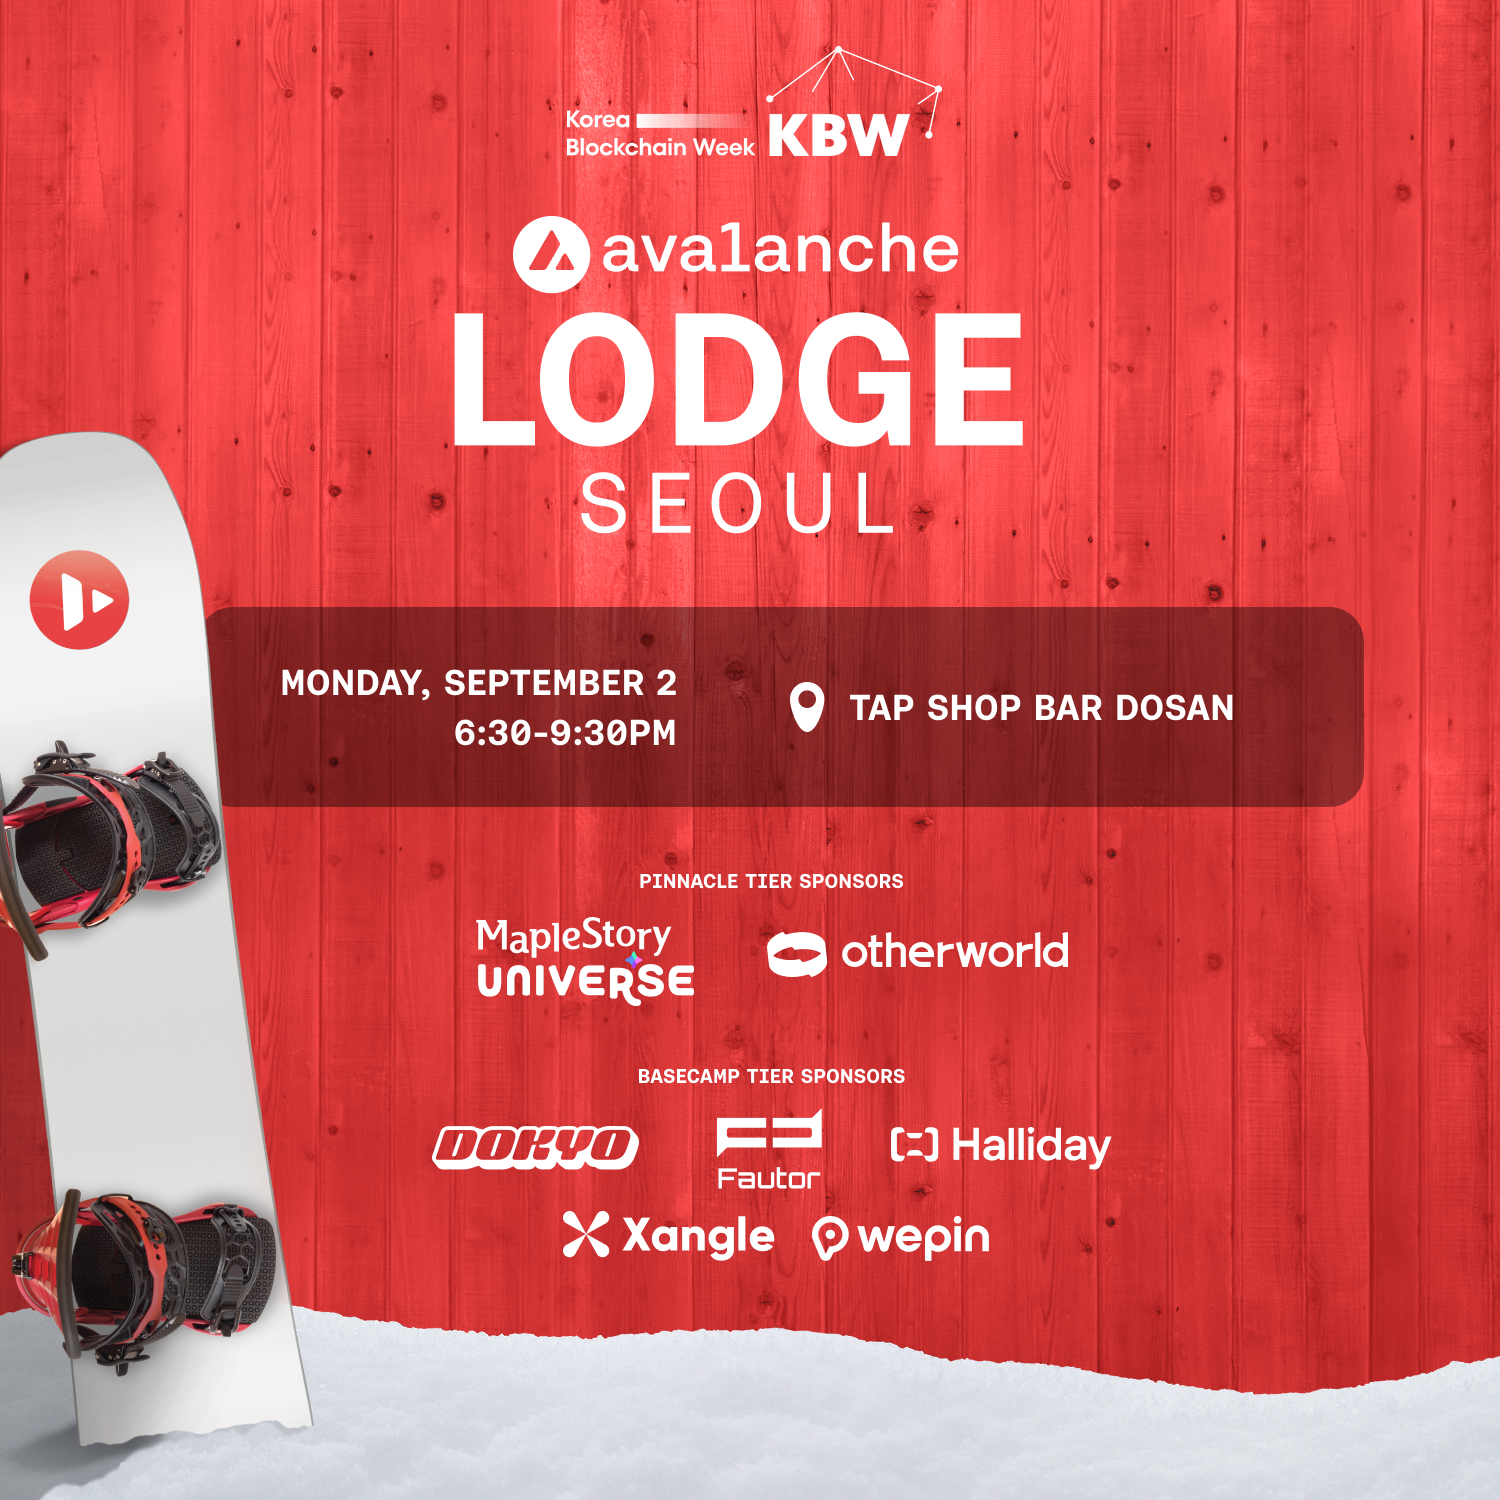 Korea
Blockchain Week
KBW
ava1anche
LODGE
SEOUL
MONDAY, SEPTEMBER 2
6:30-9:30PM
TAP SHOP BAR DOSAN
PINNACLE TIER SPONSORS
MapleStory
UNIVERSE
otherworld
BASECAMP TIER SPONSORS
DOKYO
Fautor
Halliday
Xangle
wepin